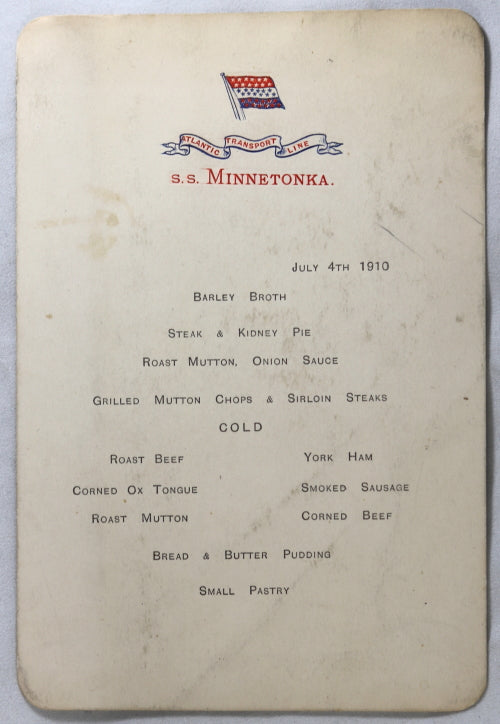 ATLANTIC TRANSPORT LINE
S.S. MINNETONKA.
JULY 4TH 1910
BARLEY BROTH
STEAK & KIDNEY PIE
ROAST MUTTON, ONION SAUCE
GRILLED MUTTON CHOPS & SIRLOIN STEAKS
COLD
ROAST BEEF YORK HAM
CORNED OX TONGUE SMOKED SAUSAGE
ROAST MUTTON CORNED BEEF
BREAD & BUTTER PUDDING
SMALL PASTRY